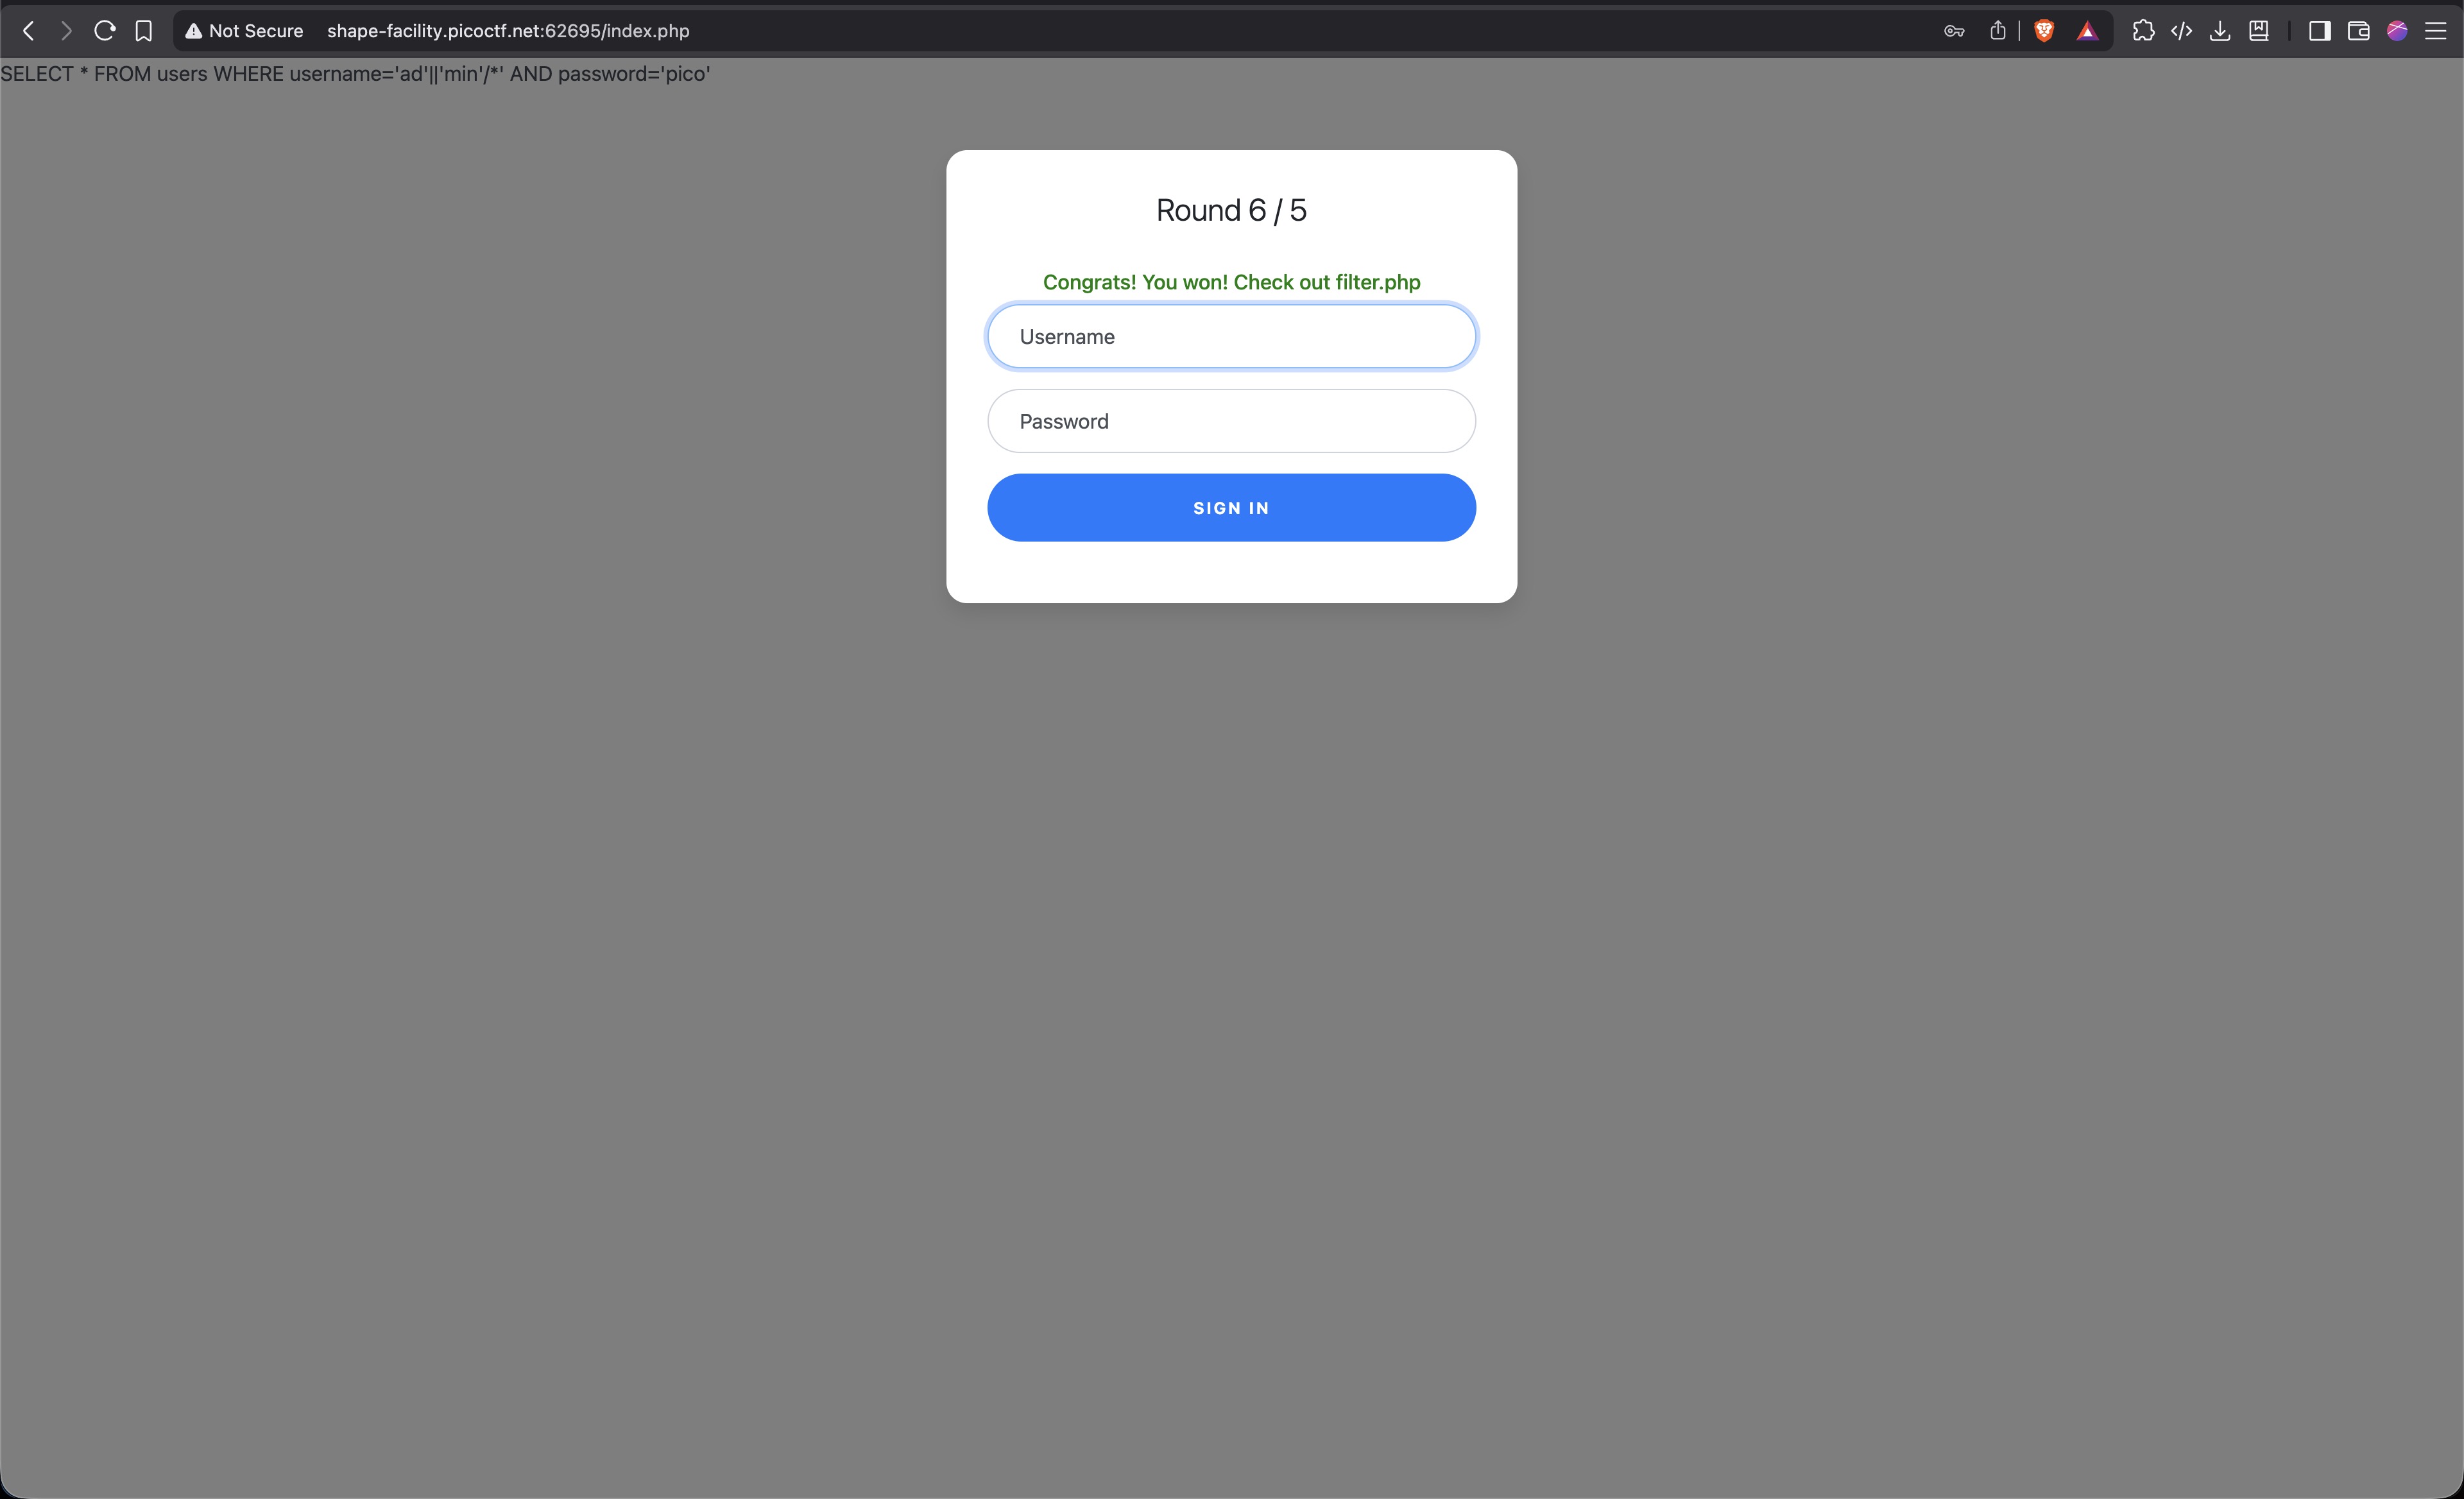 Not Secure shape-facility.picoctf.net:62695/index.php
SELECT * FROM users WHERE username='ad'||'min'/*' AND password='pico'
Round 6 / 5
Congrats! You won! Check out filter.php
Username
Password
SIGN IN